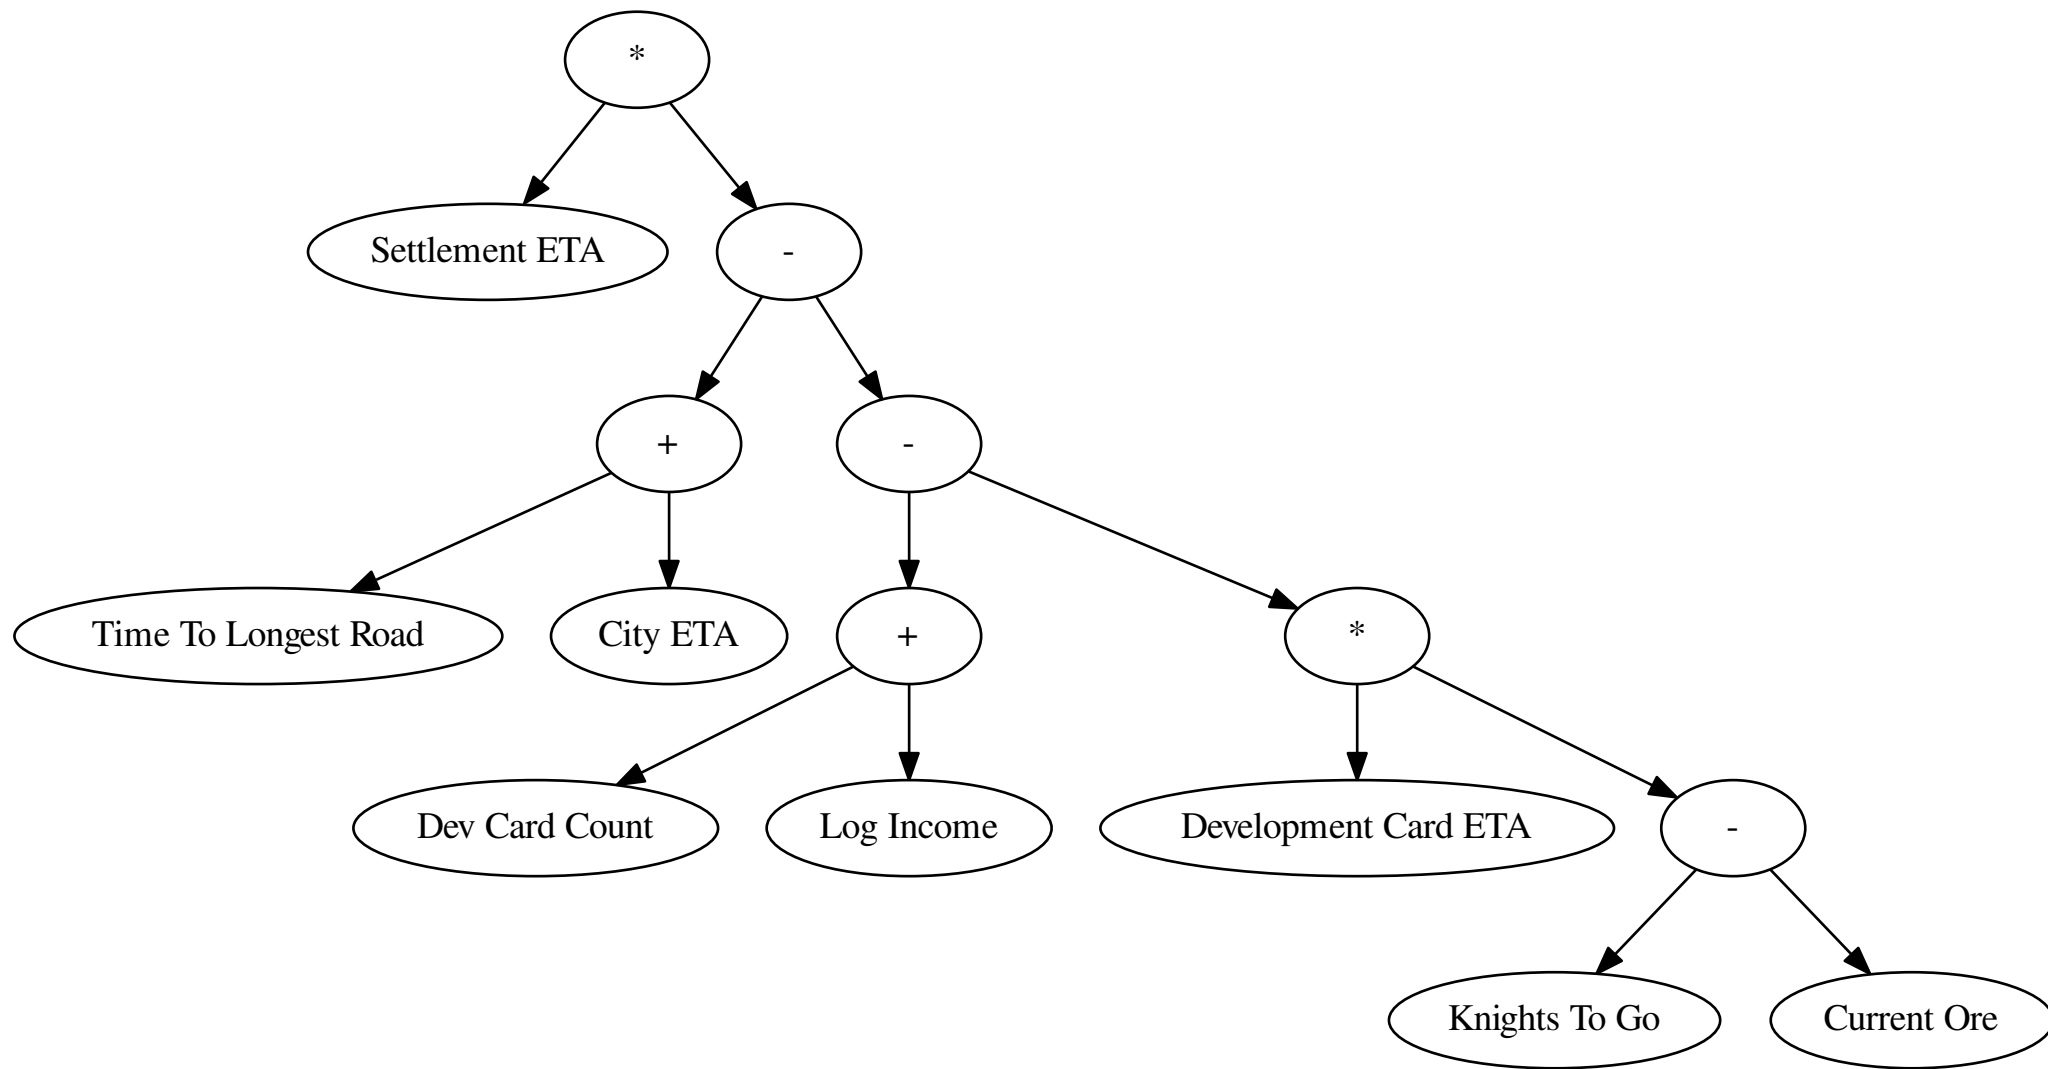 *
Settlement ETA
-
+
-
Time To Longest Road
City ETA
+
*
Dev Card Count
Log Income
Development Card ETA
-
Knights To Go
Current Ore